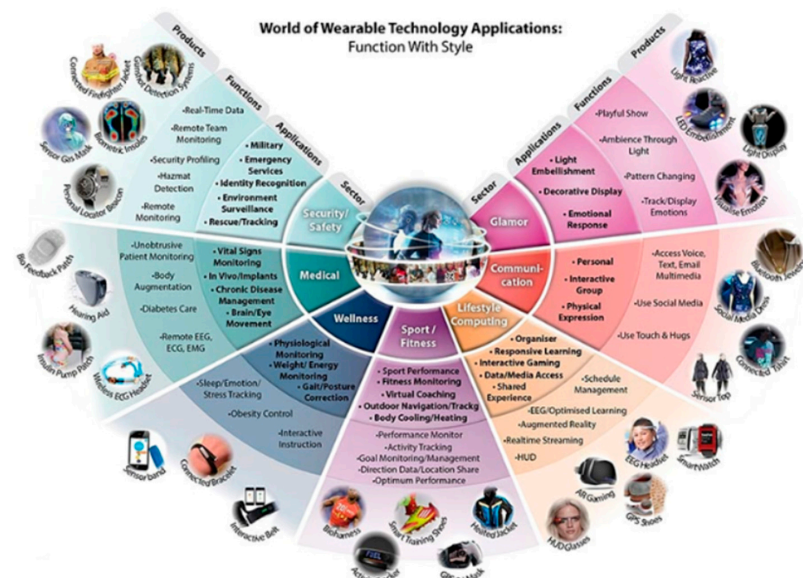 World of Wearable Technology Applications:
Function With Style
Products
Functions
Applications
Sector
Connected Firefighter Jacket
Gunshot Detection Systems
Sensor Gas Mask
Biometric Insoles
Personal Locator Beacon
•Real-Time Data
•Remote Team
Monitoring
•Security Profiling
•Hazmat
Detection
•Remote
Monitoring
• Military
• Emergency
Services
• Identity Recognition
• Environment
Surveillance
• Rescue/Tracking
Security/
Safety
Bio Feedback Patch
Hearing Aid
Insulin Pump Patch
Wireless ECG Headset
•Unobtrusive
Patient Monitoring
•Body
Augmentation
•Diabetes Care
•Remote EEG,
ECG, EMG
• Vital Signs
Monitoring
• In Vivo/Implants
• Chronic Disease
Management
• Brain/Eye
Movement
Medical
Sensor band
Connected Bracelet
Interactive Belt
•Sleep/Emotion/
Stress Tracking
•Obesity Control
•Interactive
Instruction
•Physiological
Monitoring
• Weight/ Energy
Monitoring
• Gait/Posture
Correction
Wellness
Sport /
Fitness
• Sport Performance
• Fitness Monitoring
• Virtual Coaching
• Outdoor Navigation/Trackg
• Body Cooling/Heating
•Performance Monitor
•Activity Tracking
•Goal Monitoring/Management
•Direction Data/Location Share
•Optimum Performance
Bioharness
Smart Training Shoes
Heated Jacket
FUEL
Mask
Lifestyle
Computing
• Organiser
• Responsive Learning
• Interactive Gaming
• Data/Media Access
• Shared
Experience
•Schedule
Management
•EEG/Optimised Learning
•Augmented Reality
•Realtime Streaming
•HUD
EEG Headset
SmartWatch
AR Gaming
GPS Shoes
HUD Glasses
Communi-
cation
• Personal
• Interactive
Group
• Physical
Expression
•Access Voice,
Text, Email
Multimedia
•Use Social Media
•Use Touch & Hugs
Social Media Dress
Connected Tshirt
Sensor Top
Sector
Applications
Functions
Products
Glamor
• Light
Embellishment
• Decorative Display
• Emotional
Response
•Playful Show
•Ambience Through
Light
•Pattern Changing
•Track/Display
Emotions
Light Reactive
LED Embellishment
Light Display
Visualise Emotion